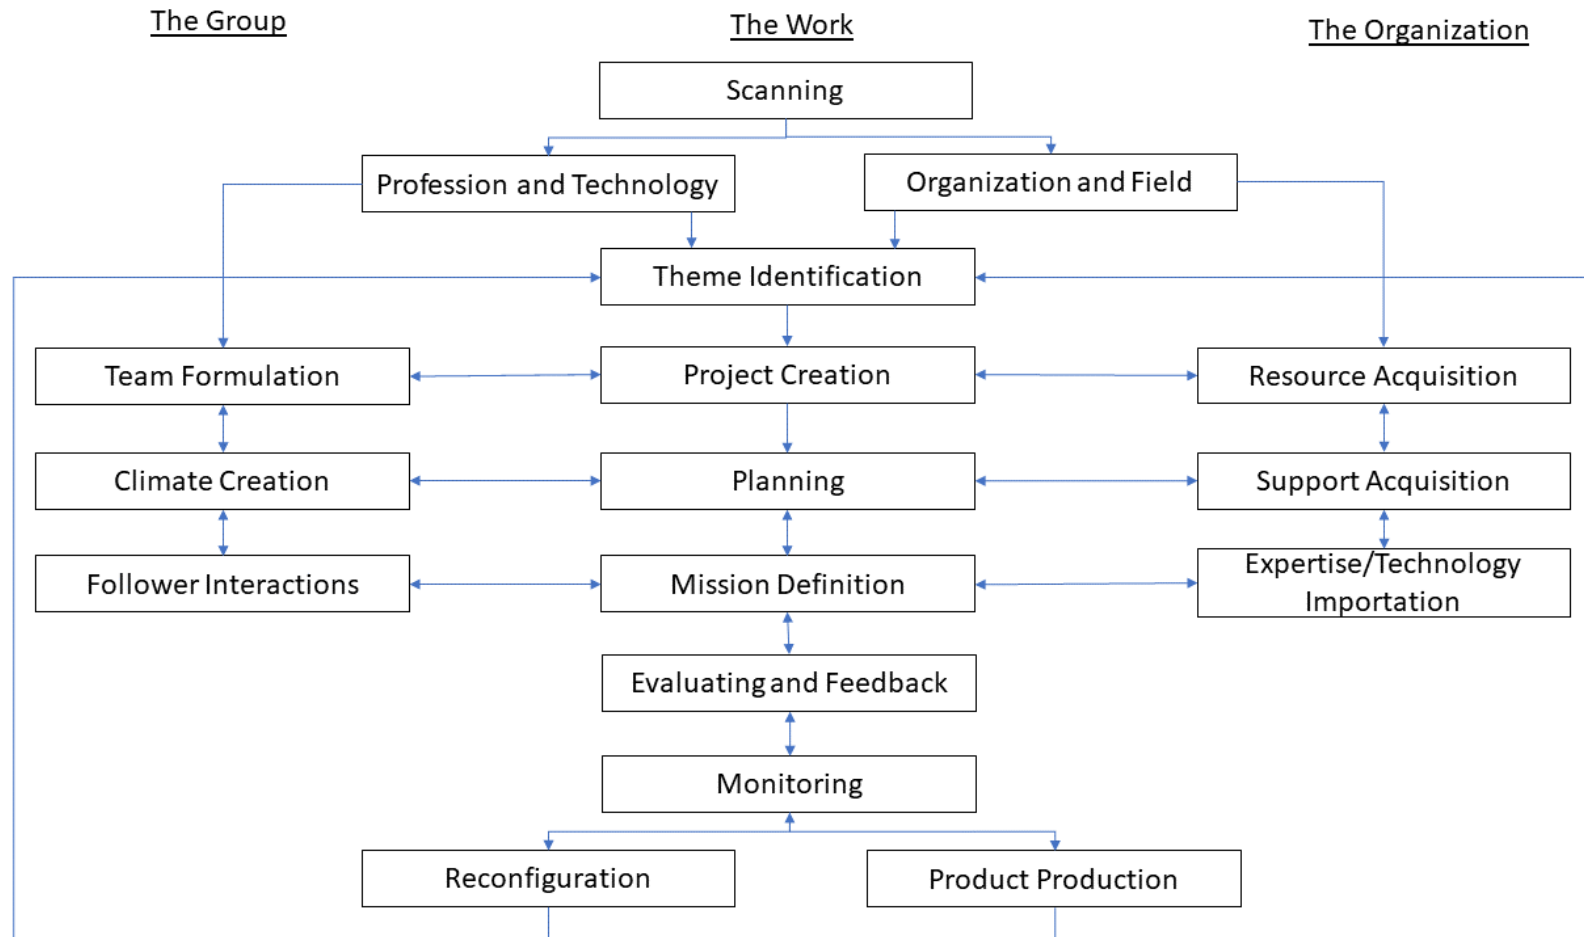 The Group
The Work
The Organization
Scanning
Profession and Technology
Organization and Field
Theme Identification
Team Formulation
Project Creation
Resource Acquisition
Climate Creation
Planning
Support Acquisition
Follower Interactions
Mission Definition
Expertise/Technology
Importation
Evaluating and Feedback
Monitoring
Reconfiguration
Product Production